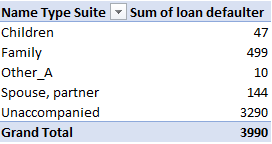 Name Type Suite Sum of loan defaulter
Children 47
Family 499
Other_A 10
Spouse, partner 144
Unaccompanied 3290
Grand Total 3990